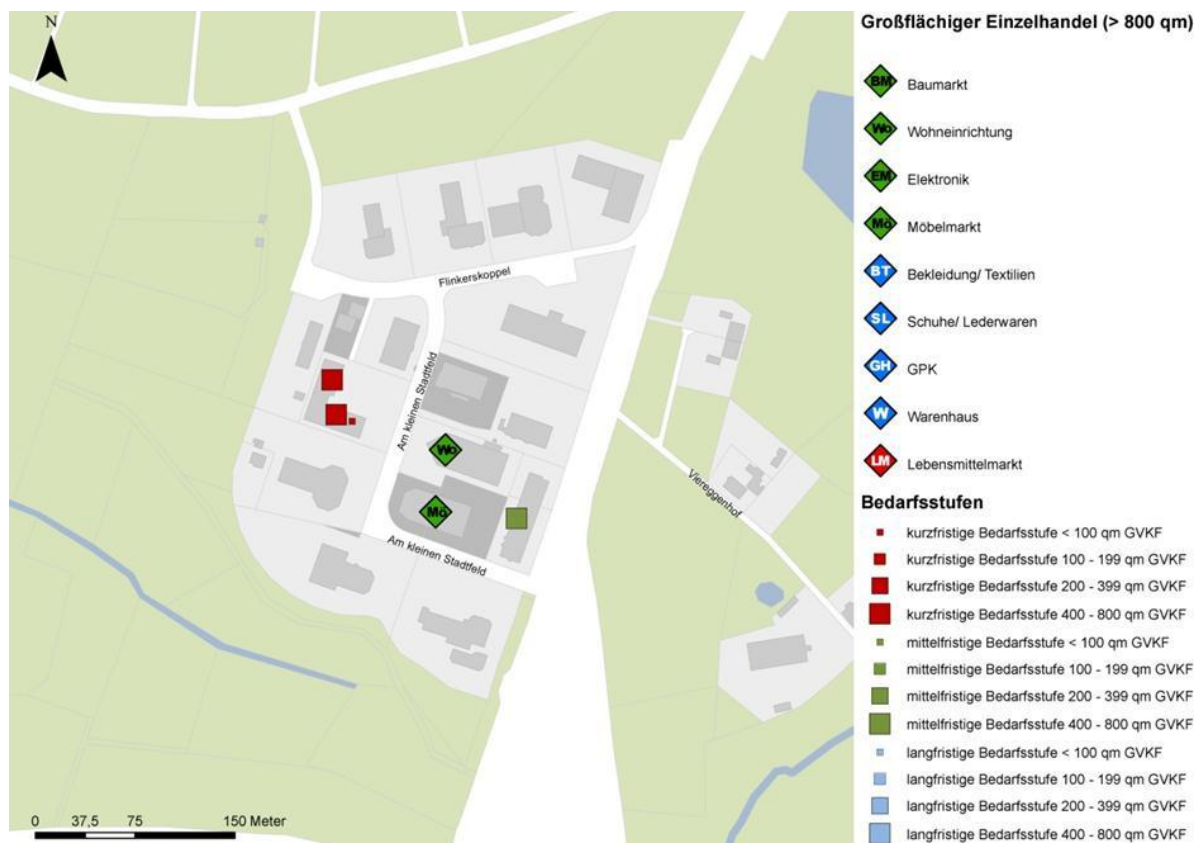 N
Flinkerskoppel
Am kleinen Stadtfeld
Wo
Mö
Am kleinen Stadtfeld
Viereggenhof
0 37,5 75 150 Meter
Großflächiger Einzelhandel (> 800 qm)
BM Baumarkt
Wo Wohneinrichtung
EM Elektronik
Mö Möbelmarkt
BT Bekleidung/ Textilien
SL Schuhe/ Lederwaren
GH GPK
W Warenhaus
LM Lebensmittelmarkt
Bedarfsstufen
kurzfristige Bedarfsstufe < 100 qm GVKF
kurzfristige Bedarfsstufe 100 - 199 qm GVKF
kurzfristige Bedarfsstufe 200 - 399 qm GVKF
kurzfristige Bedarfsstufe 400 - 800 qm GVKF
mittelfristige Bedarfsstufe < 100 qm GVKF
mittelfristige Bedarfsstufe 100 - 199 qm GVKF
mittelfristige Bedarfsstufe 200 - 399 qm GVKF
mittelfristige Bedarfsstufe 400 - 800 qm GVKF
langfristige Bedarfsstufe < 100 qm GVKF
langfristige Bedarfsstufe 100 - 199 qm GVKF
langfristige Bedarfsstufe 200 - 399 qm GVKF
langfristige Bedarfsstufe 400 - 800 qm GVKF